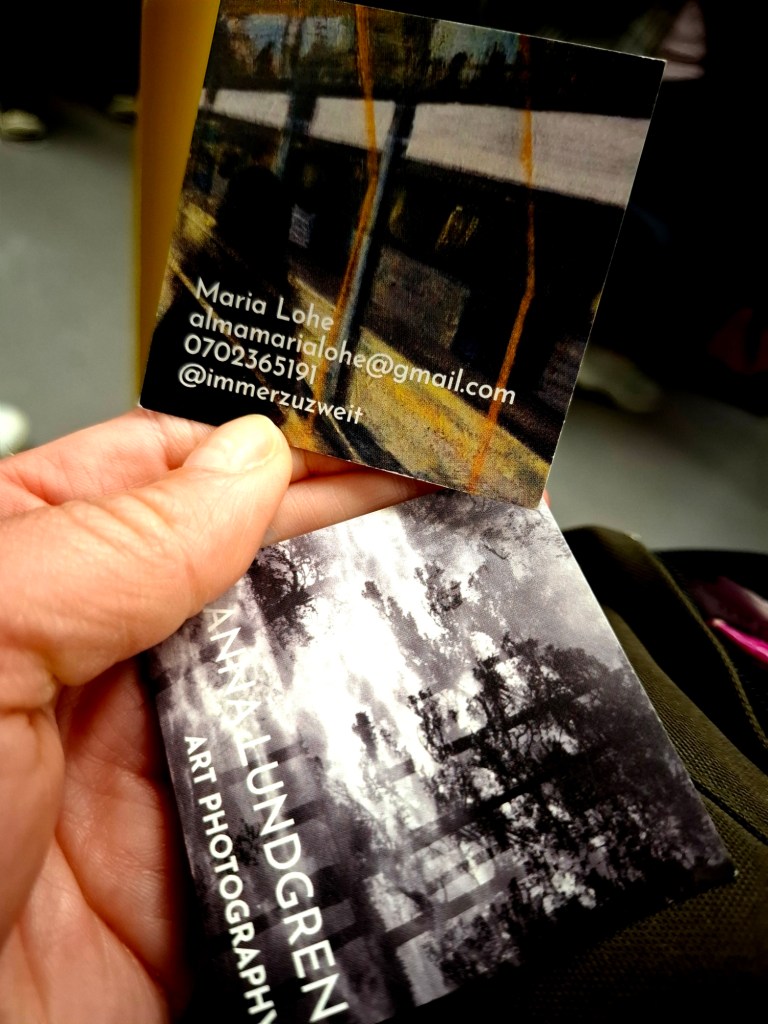 Maria Lohe
almamarialohe@gmail.com
0702365191
@immerzuzweit
ANNA LUNDGREN
ART PHOTOGRAPHY